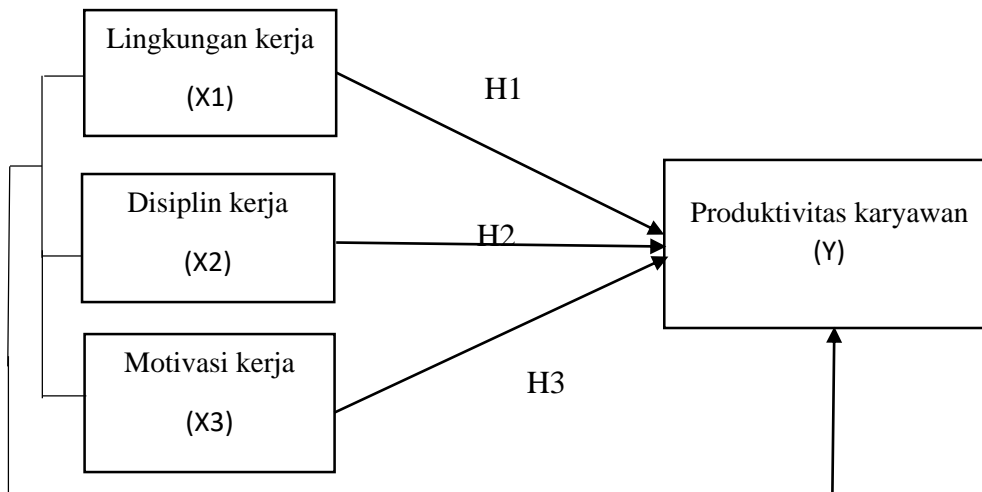 Lingkungan kerja
(X1)
H1
Disiplin kerja
(X2)
H2
Produktivitas karyawan
(Y)
Motivasi kerja
(X3)
H3